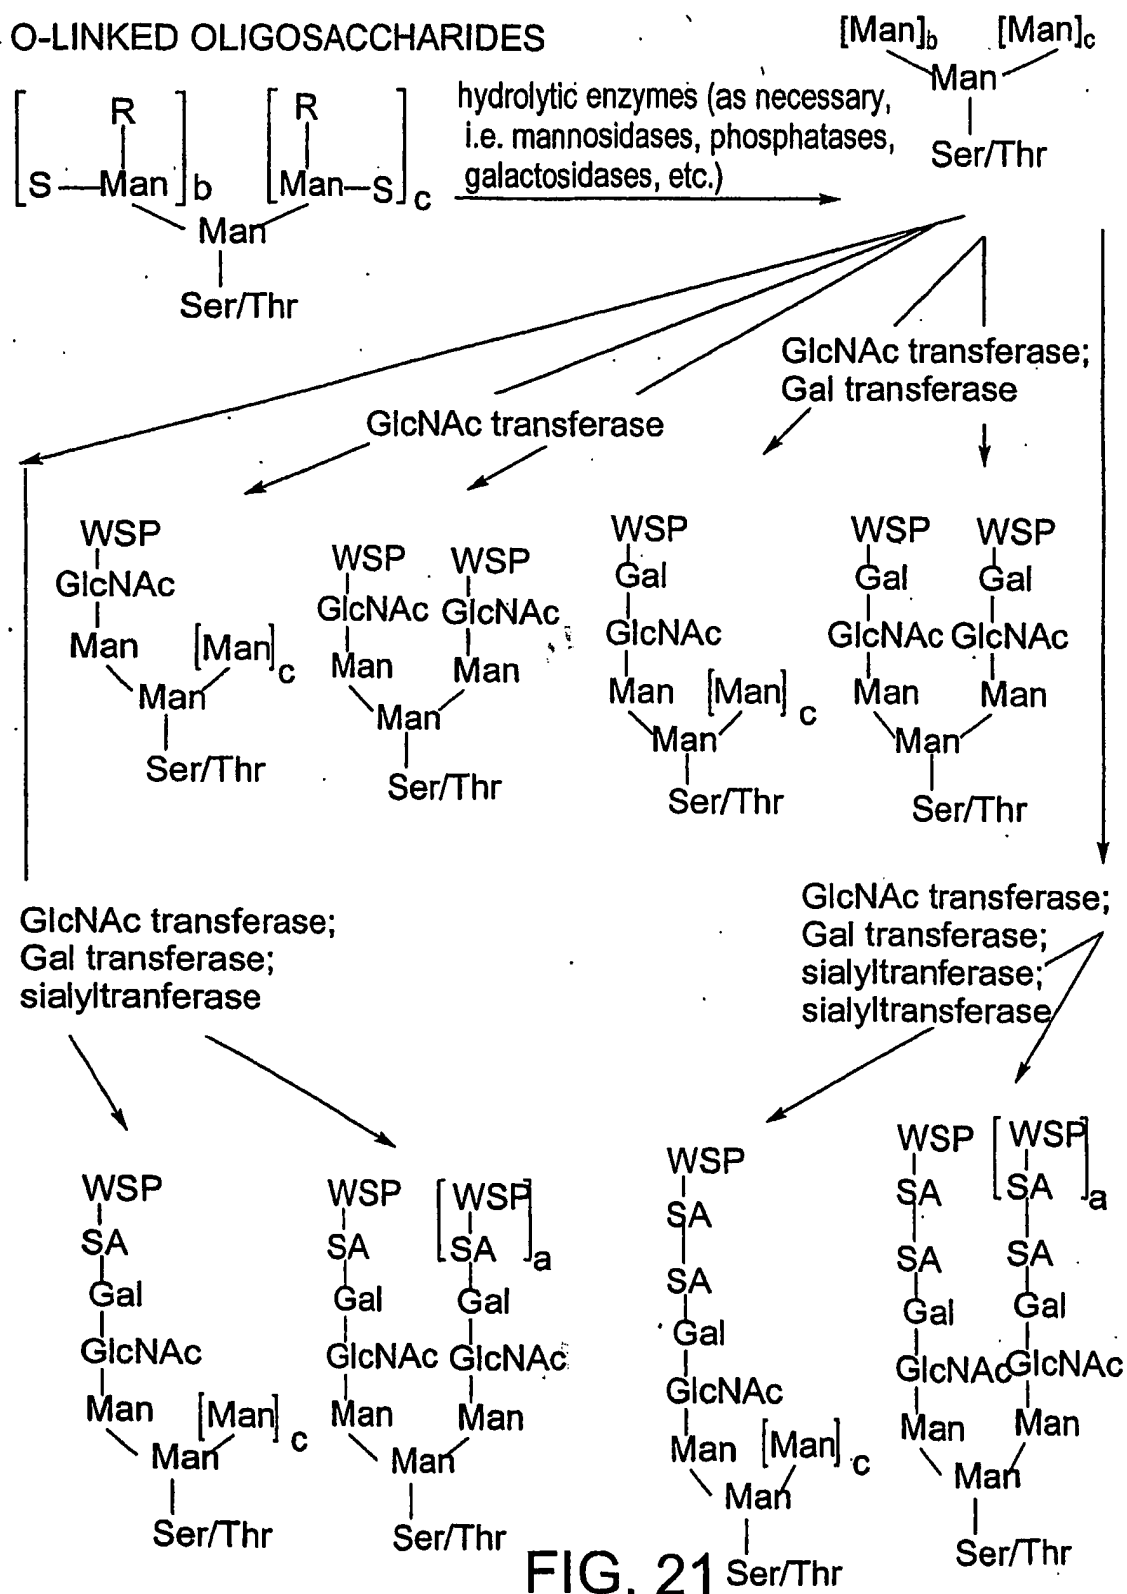 O-LINKED OLIGOSACCHARIDES
[Man]b [Man]c
Man
Ser/Thr
[R S-Man]b [R Man-S]c
Man
Ser/Thr
hydrolytic enzymes (as necessary,
i.e. mannosidases, phosphatases,
galactosidases, etc.)
GlcNAc transferase;
Gal transferase
GlcNAc transferase
WSP
GlcNAc
Man [Man]c
Man
Ser/Thr
WSP WSP
GlcNAc GlcNAc
Man Man
Man
Ser/Thr
WSP
Gal
GlcNAc
Man [Man]c
Man
Ser/Thr
WSP WSP
Gal Gal
GlcNAc GlcNAc
Man Man
Man
Ser/Thr
GlcNAc transferase;
Gal transferase;
sialyltranferase
GlcNAc transferase;
Gal transferase;
sialyltranferase;
sialyltransferase
WSP
SA
Gal
GlcNAc
Man [Man]c
Man
Ser/Thr
WSP [WSP
SA SA]a
Gal Gal
GlcNAc GlcNAc
Man Man
Man
Ser/Thr
WSP
SA
SA
Gal
GlcNAc
Man [Man]c
Man
Ser/Thr
WSP [WSP
SA SA]a
SA SA
Gal Gal
GlcNAc GlcNAc
Man Man
Man
Ser/Thr
FIG. 21